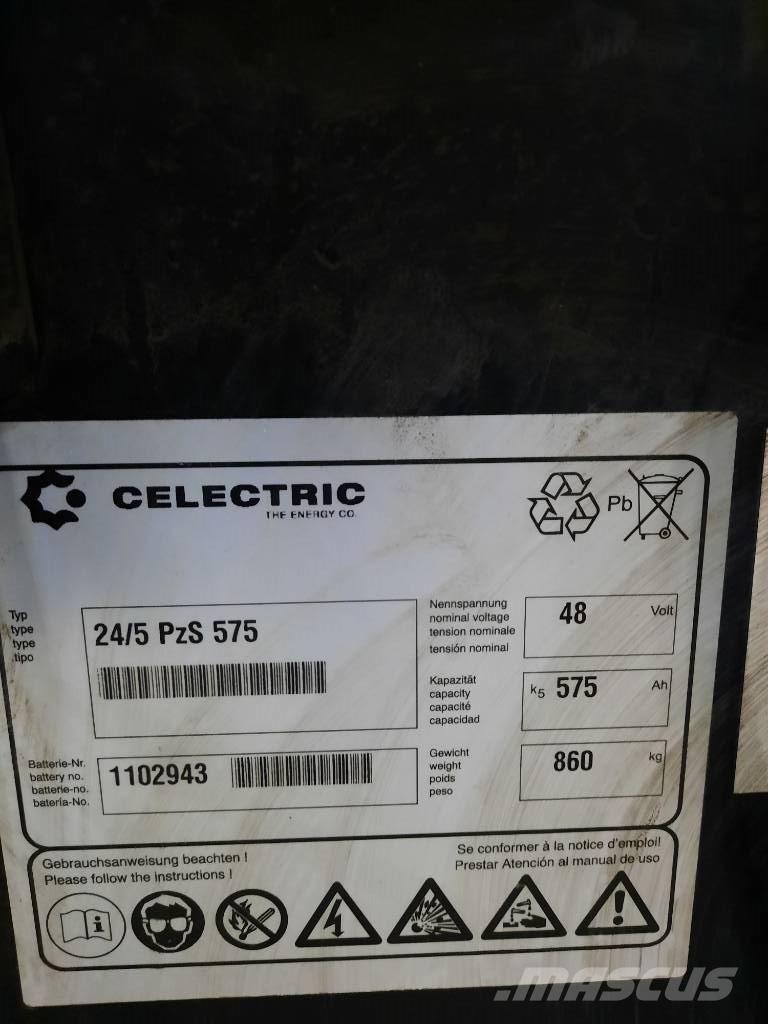 CELECTRIC
THE ENERGY CO.
Pb
Typ
type
type
tipo
24/5 PzS 575
Nennspannung
nominal voltage
tension nominale
tensión nominal
48 Volt
Kapazität
capacity
capacité
capacidad
k5 575 Ah
Batterie-Nr.
battery no.
batterie-no.
batería-No.
1102943
Gewicht
weight
poids
peso
860 kg
Gebrauchsanweisung beachten !
Please follow the instructions !
Se conformer à la notice d'emploi!
Prestar Atención al manual de uso
i
MASCUS